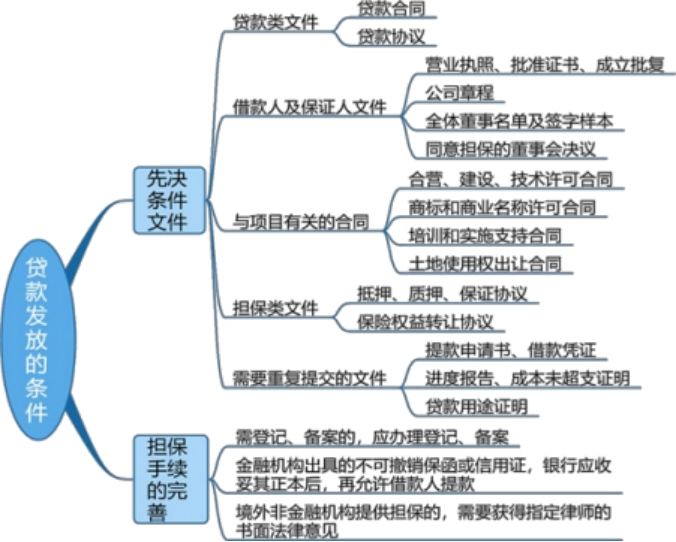 贷款发放的条件
先决
条件
文件
贷款类文件
贷款合同
贷款协议
借款人及保证人文件
营业执照、批准证书、成立批复
公司章程
全体董事名单及签字样本
同意担保的董事会决议
与项目有关的合同
合营、建设、技术许可合同
商标和商业名称许可合同
培训和实施支持合同
土地使用权出让合同
担保类文件
抵押、质押、保证协议
保险权益转让协议
需要重复提交的文件
提款申请书、借款凭证
进度报告、成本未超支证明
贷款用途证明
担保
手续
的完
善
需登记、备案的，应办理登记、备案
金融机构出具的不可撤销保函或信用证，银行应收
妥其正本后，再允许借款人提款
境外非金融机构提供担保的，需要获得指定律师的
书面法律意见